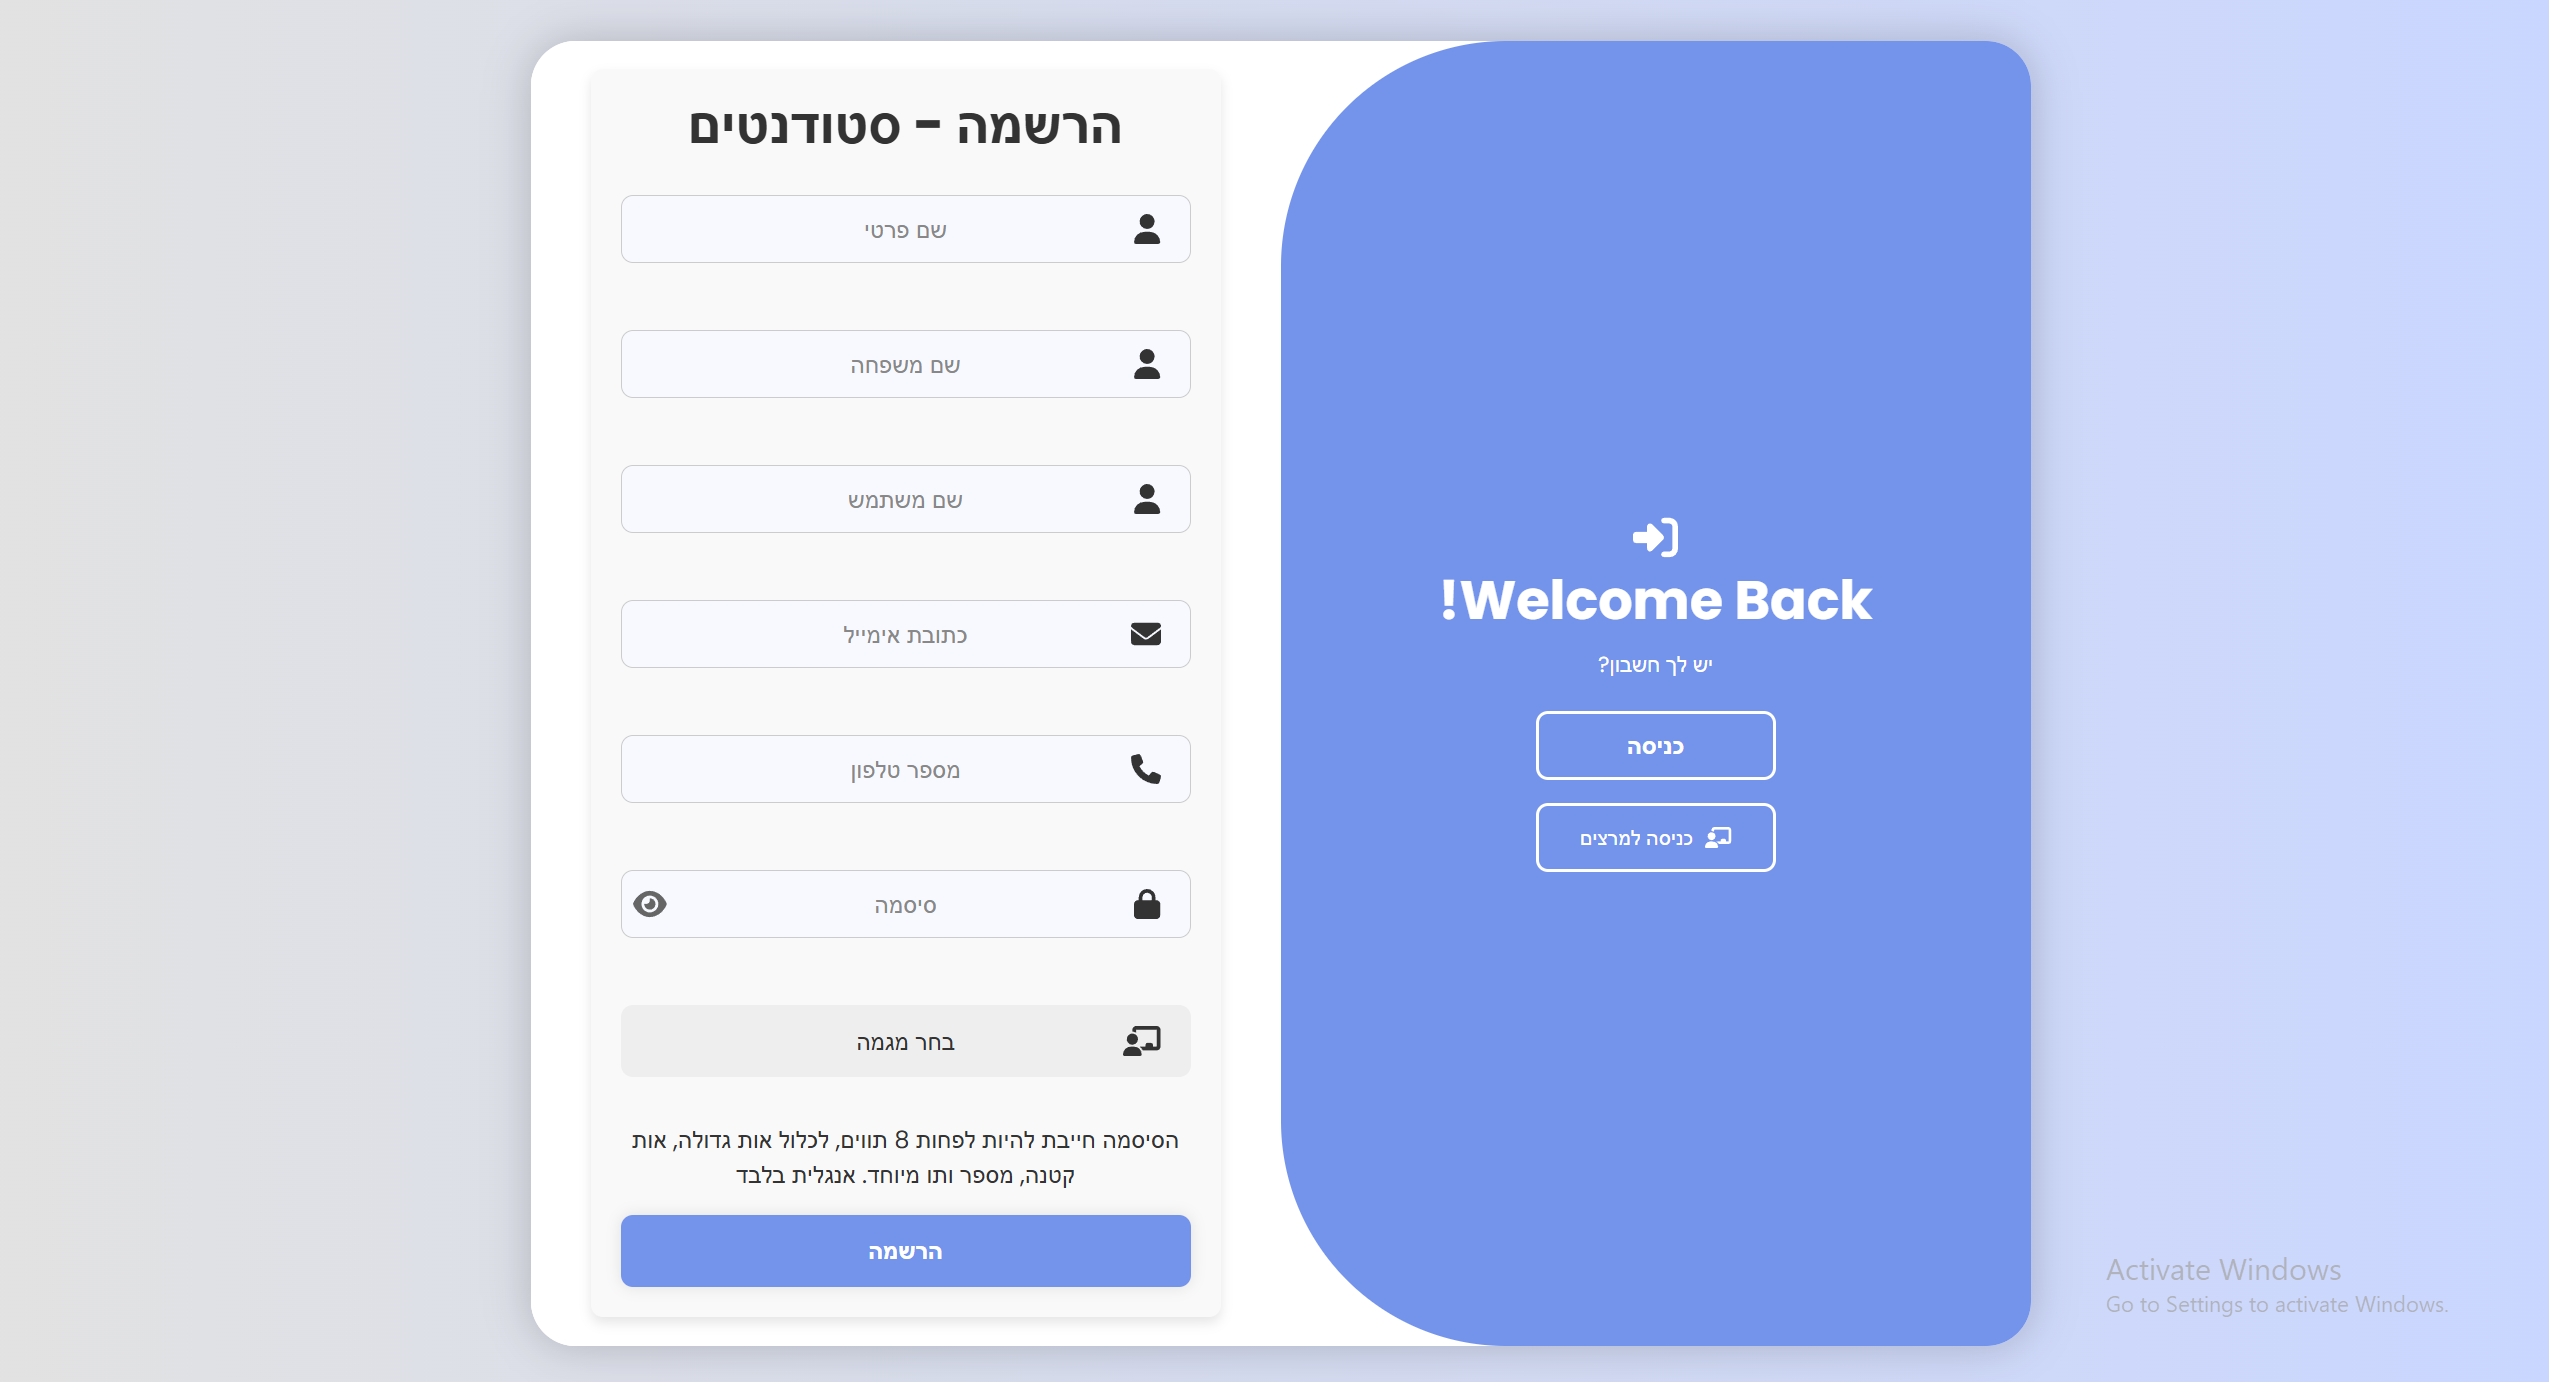 הרשמה - סטודנטים
שם פרטי
שם משפחה
שם משתמש
כתובת אימייל
מספר טלפון
סיסמה
בחר מגמה
הסיסמה חייבת להיות לפחות 8 תווים, לכלול אות גדולה, אות
קטנה, מספר ותו מיוחד. אנגלית בלבד
הרשמה
!Welcome Back
יש לך חשבון?
כניסה
כניסה למרצים
Activate Windows
Go to Settings to activate Windows.